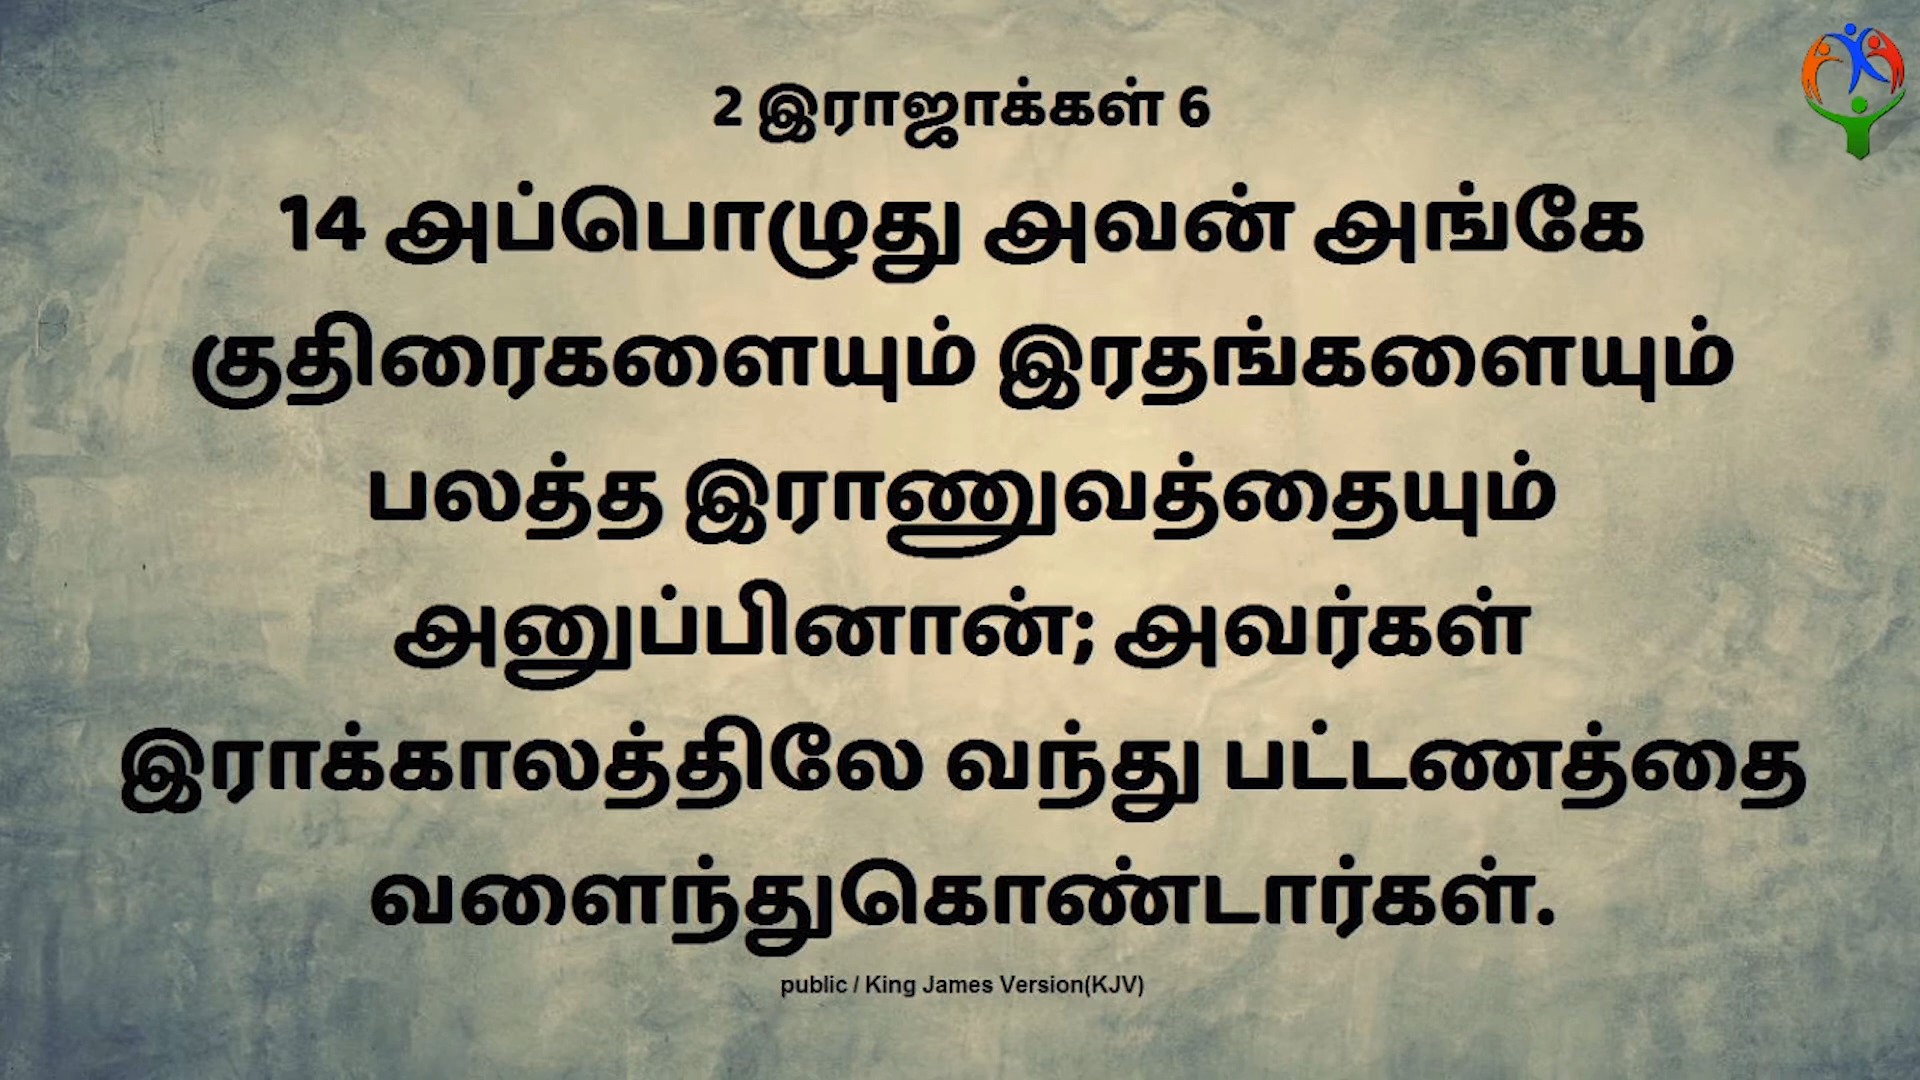 2 இராஜாக்கள் 6
14 அப்பொழுது அவன் அங்கே
குதிரைகளையும் இரதங்களையும்
பலத்த இராணுவத்தையும்
அனுப்பினான்; அவர்கள்
இராக்காலத்திலே வந்து பட்டணத்தை
வளைந்துகொண்டார்கள்.
public / King James Version(KJV)